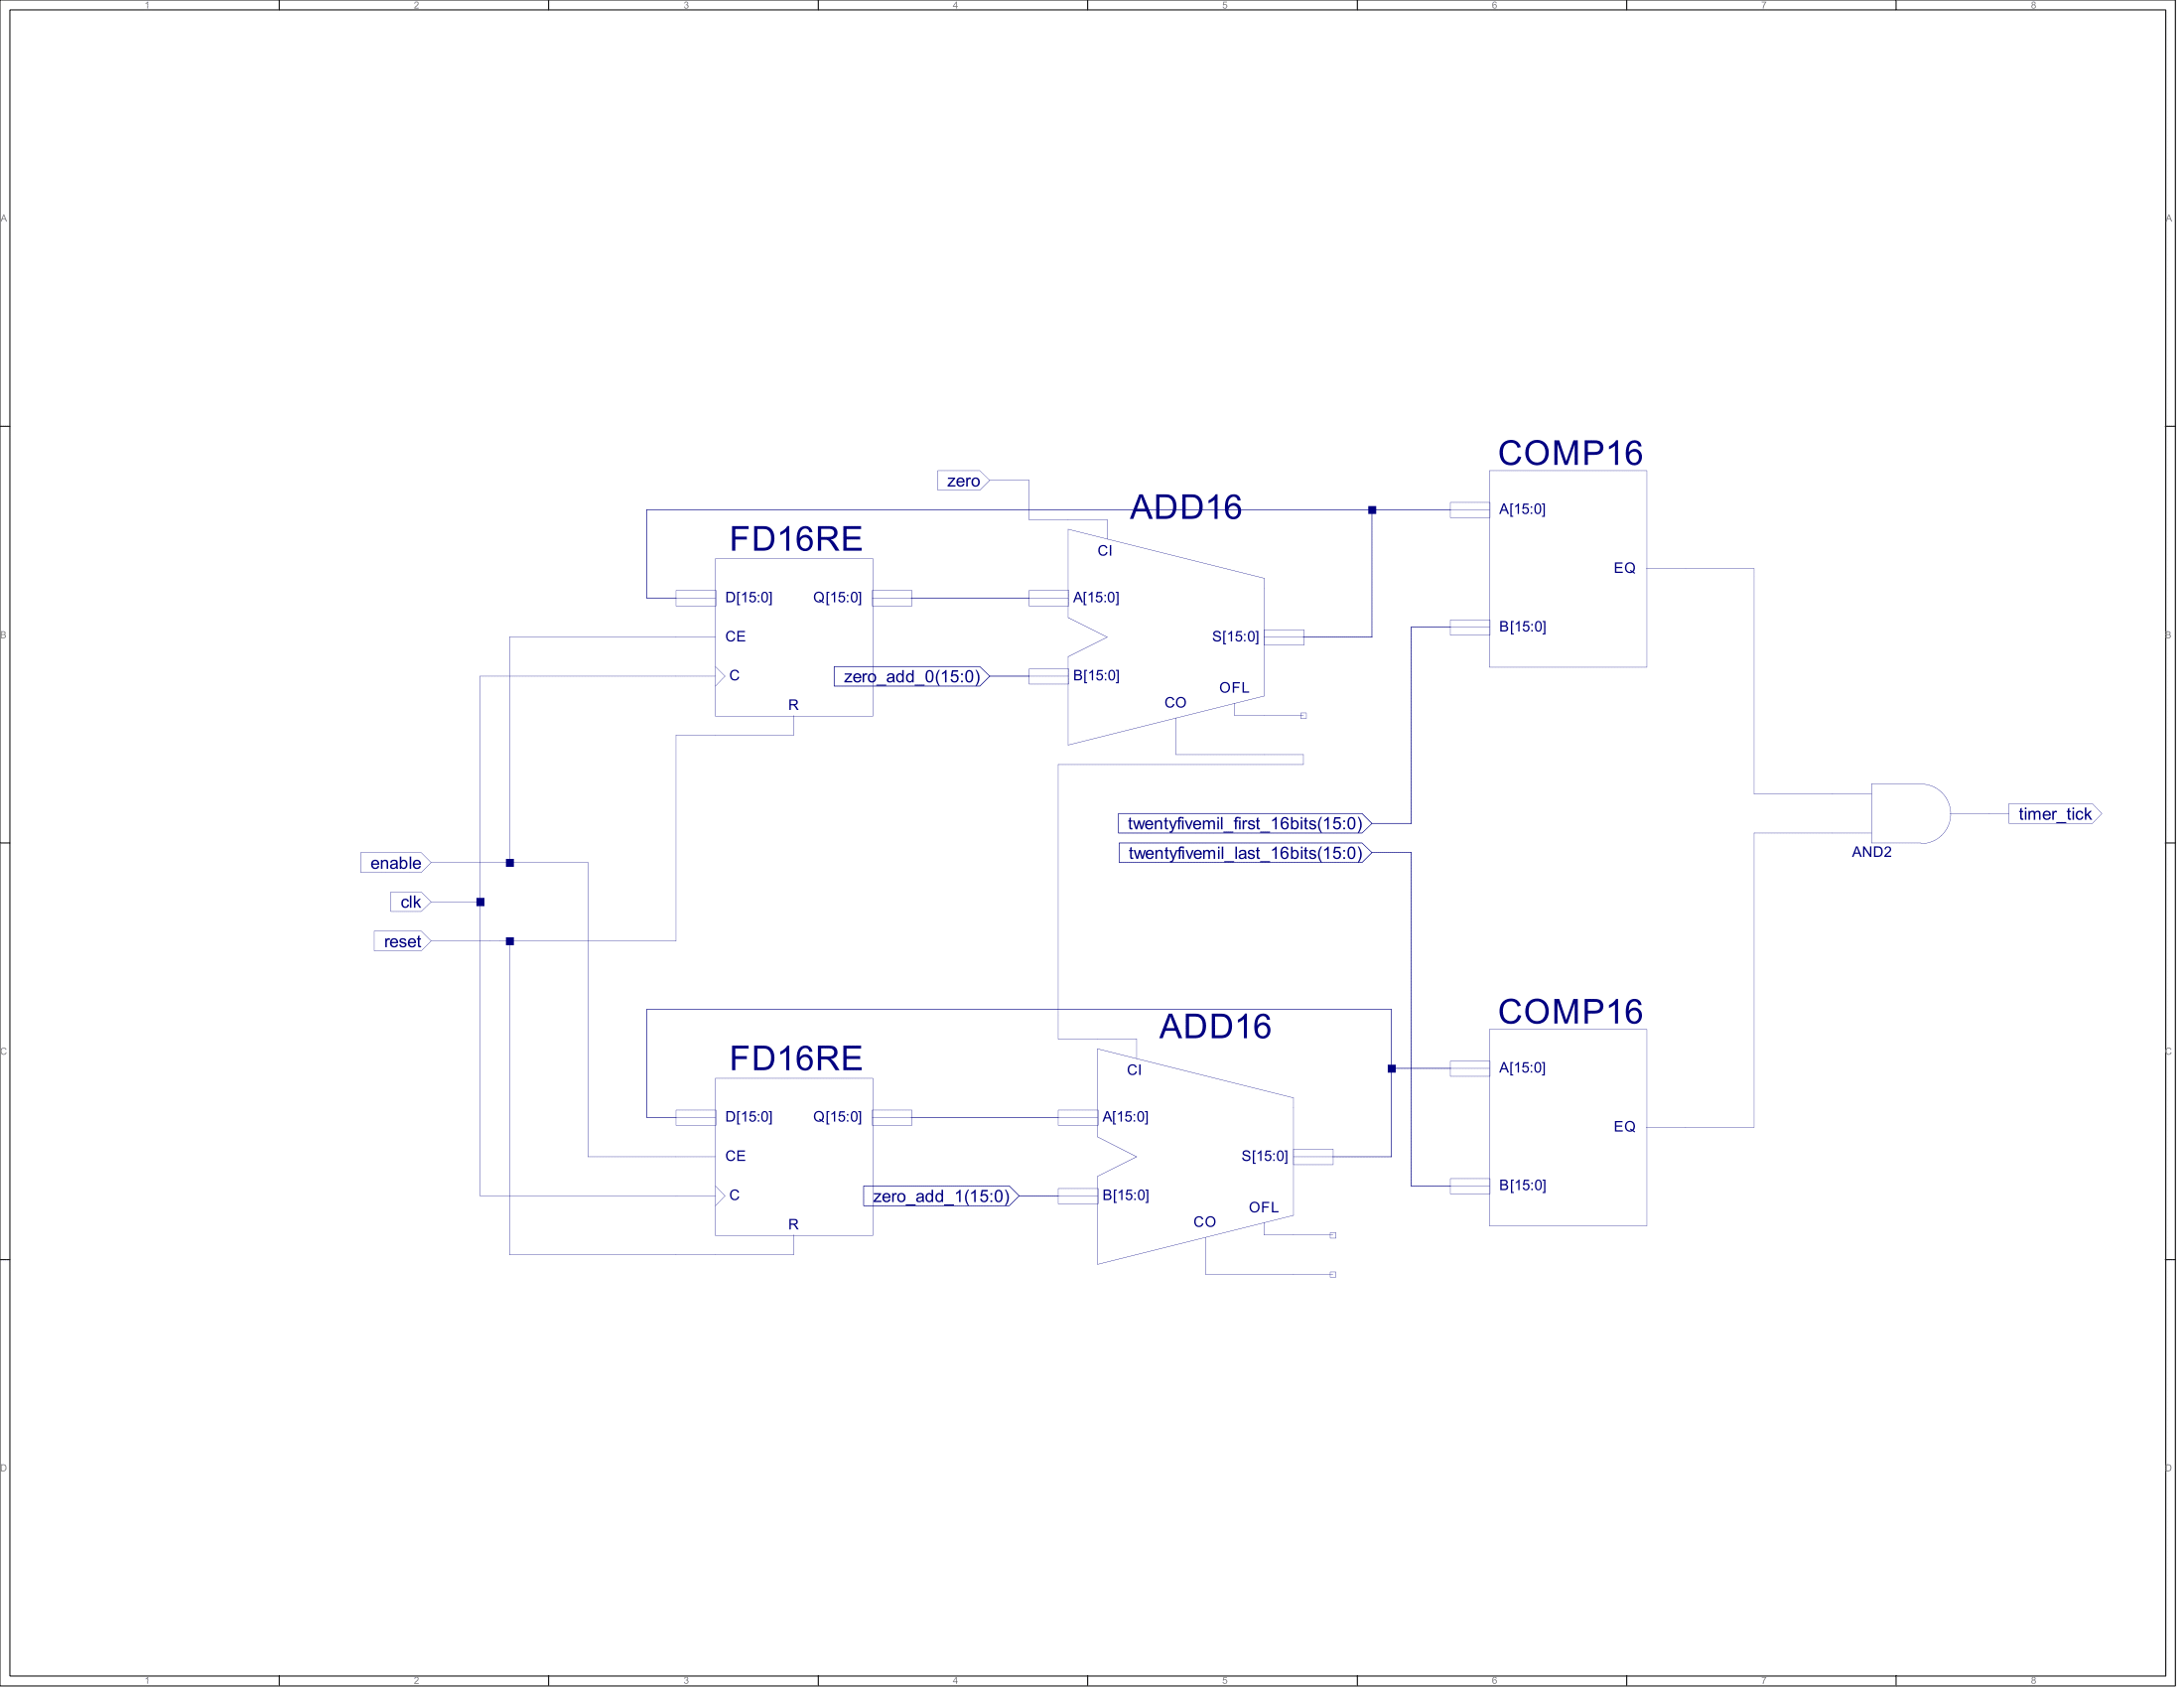 1 2 3 4 5 6 7 8
A A
COMP16
zero
ADD16
A[15:0]
FD16RE
CI
EQ
D[15:0] Q[15:0] A[15:0]
B[15:0]
B CE S[15:0] B
C zero_add_0(15:0) B[15:0]
OFL
R CO
twentyfivemil_first_16bits(15:0)
timer_tick
twentyfivemil_last_16bits(15:0)
AND2
enable
clk
reset
COMP16
ADD16
C FD16RE C
CI A[15:0]
D[15:0] Q[15:0] A[15:0]
EQ
CE S[15:0]
B[15:0]
C zero_add_1(15:0) B[15:0]
OFL
R CO
D D
1 2 3 4 5 6 7 8